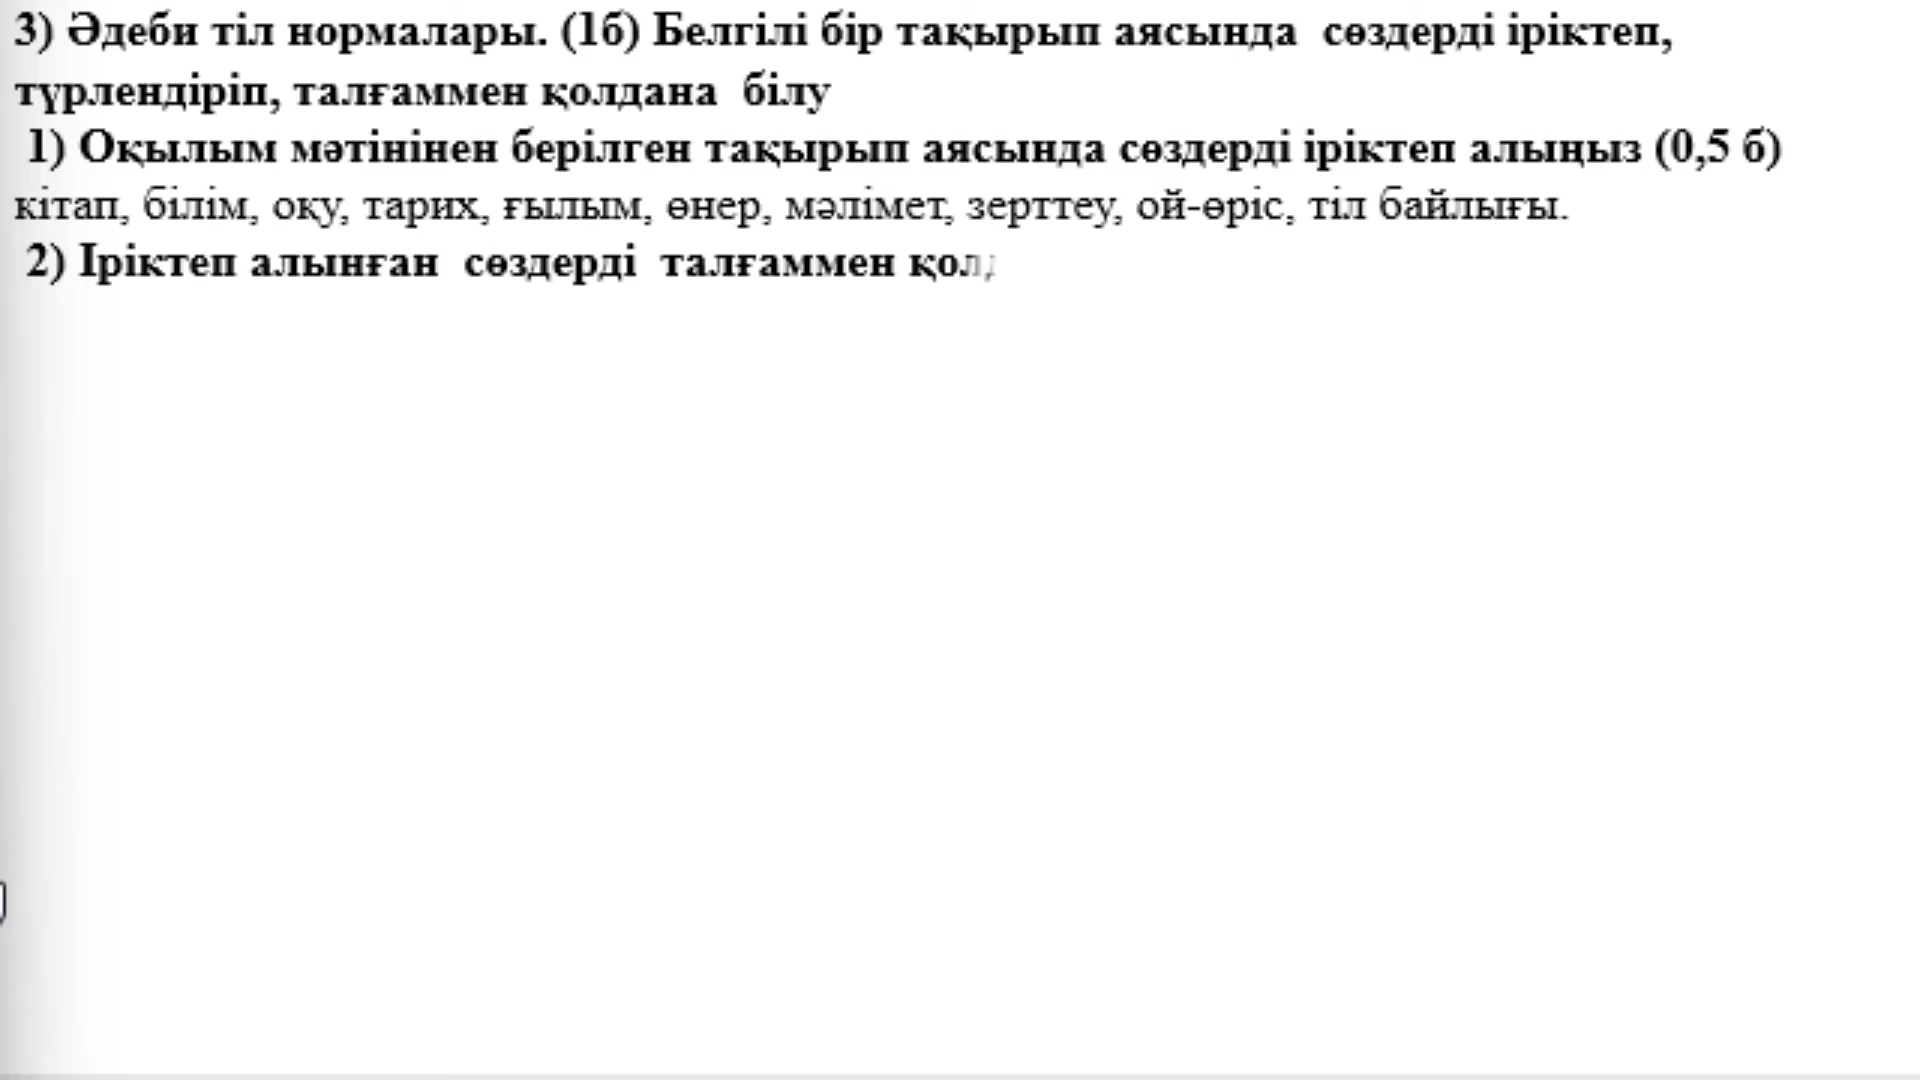 3) Әдеби тіл нормалары. (1б) Белгілі бір тақырып аясында сөздерді іріктеп,
түрлендіріп, талғаммен қолдана білу
1) Оқылым мәтінінен берілген тақырып аясында сөздерді іріктеп алыңыз (0,5 б)
кітап, білім, оқу, тарих, ғылым, өнер, мәлімет, зерттеу, ой-өріс, тіл байлығы.
2) Іріктеп алынған сөздерді талғаммен